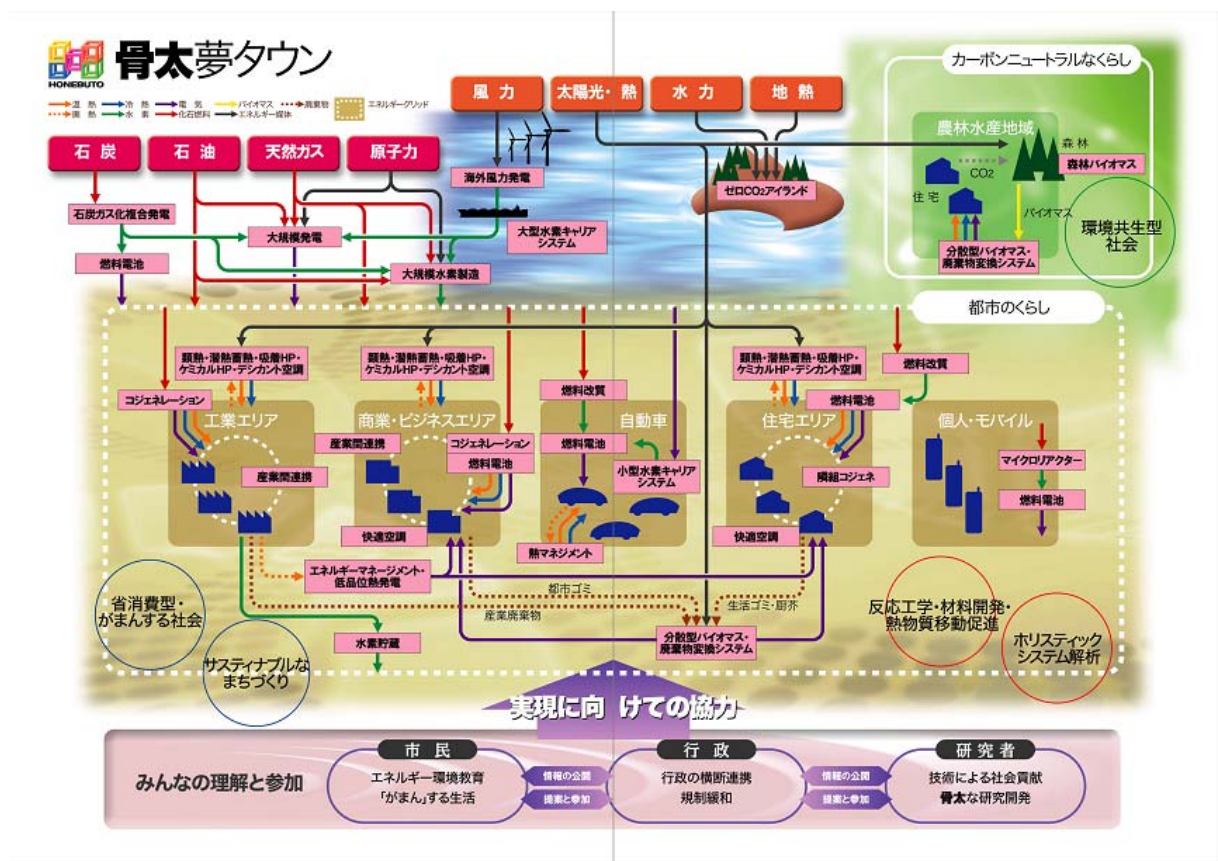 HONEBUTO
骨太夢タウン
温熱
冷熱
電気
バイオマス
廃棄物
エネルギーグリッド
水素
化石燃料
エネルギー媒体
風力
太陽光・熱
水力
地熱
カーボンニュートラルなくらし
石炭
石油
天然ガス
原子力
農林水産地域
森林
森林バイオマス
CO2
住宅
バイオマス
分散型バイオマス・
廃棄物変換システム
環境共生型
社会
海外風力発電
ゼロCO2アイランド
石炭ガス化複合発電
大規模発電
大型水素キャリア
システム
燃料電池
大規模水素製造
都市のくらし
顕熱・潜熱蓄熱・吸着HP・
ケミカルHP・デシカント空調
顕熱・潜熱蓄熱・吸着HP・
ケミカルHP・デシカント空調
顕熱・潜熱蓄熱・吸着HP・
ケミカルHP・デシカント空調
燃料改質
燃料改質
コジェネレーション
燃料電池
工業エリア
商業・ビジネスエリア
自動車
住宅エリア
個人・モバイル
産業間連携
コジェネレーション
燃料電池
燃料電池
産業間連携
小型水素キャリア
システム
隣組コジェネ
マイクロリアクター
燃料電池
快適空調
熱マネジメント
快適空調
エネルギーマネージメント・
低品位熱発電
都市ゴミ
産業廃棄物
生活ゴミ・厨芥
省消費型・
がまんする社会
水素貯蔵
分散型バイオマス・
廃棄物変換システム
反応工学・材料開発・
熱物質移動促進
ホリスティック
システム解析
サスティナブルな
まちづくり
実現に向けての協力
みんなの理解と参加
市民
エネルギー環境教育
「がまん」する生活
情報の公開
提案と参加
行政
行政の横断連携
規制緩和
情報の公開
提案と参加
研究者
技術による社会貢献
骨太な研究開発